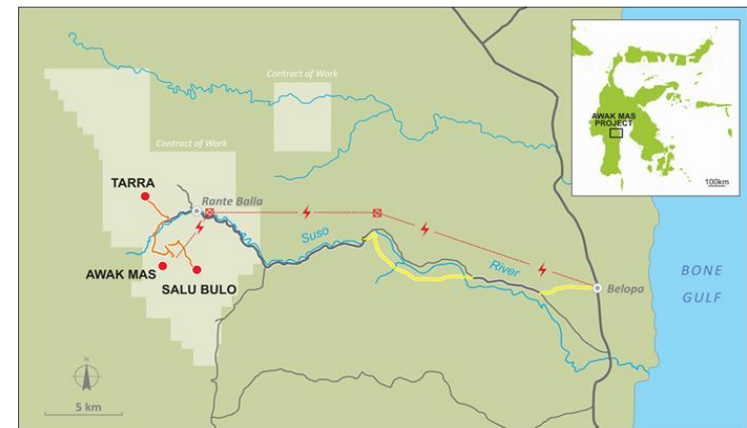 Contract of Work
Contract of Work
TARRA
Rante Balla
AWAK MAS
SALU BULO
Suso
River
Belopa
BONE
GULF
N
5 km
AWAK MAS
PROJECT
100km